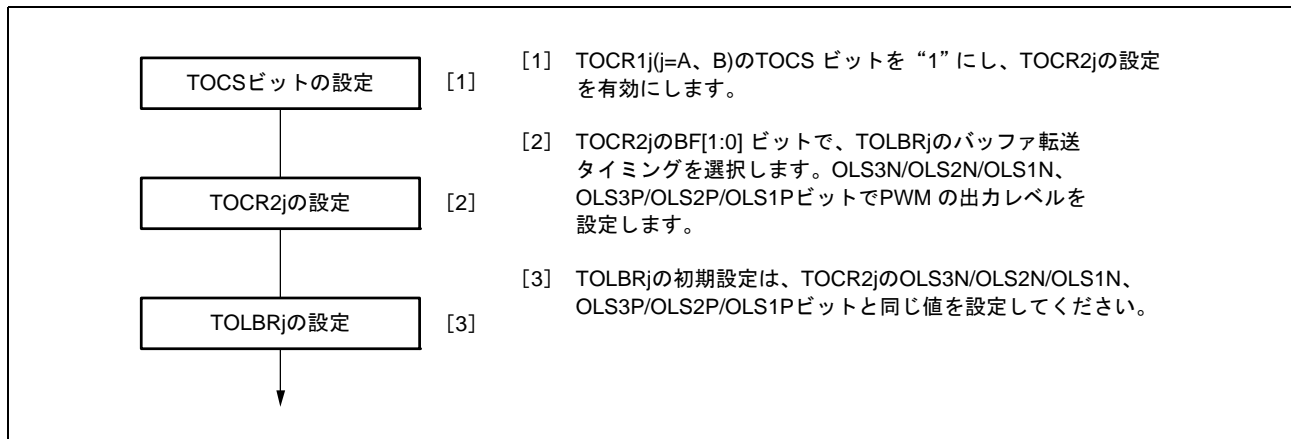 TOCSビットの設定
[1]
[1] TOCR1j(j=A、B)のTOCS ビットを “1” にし、TOCR2jの設定
を有効にします。
TOCR2jの設定
[2]
[2] TOCR2jのBF[1:0] ビットで、TOLBRjのバッファ転送
タイミングを選択します。OLS3N/OLS2N/OLS1N、
OLS3P/OLS2P/OLS1PビットでPWM の出力レベルを
設定します。
TOLBRjの設定
[3]
[3] TOLBRjの初期設定は、TOCR2jのOLS3N/OLS2N/OLS1N、
OLS3P/OLS2P/OLS1Pビットと同じ値を設定してください。